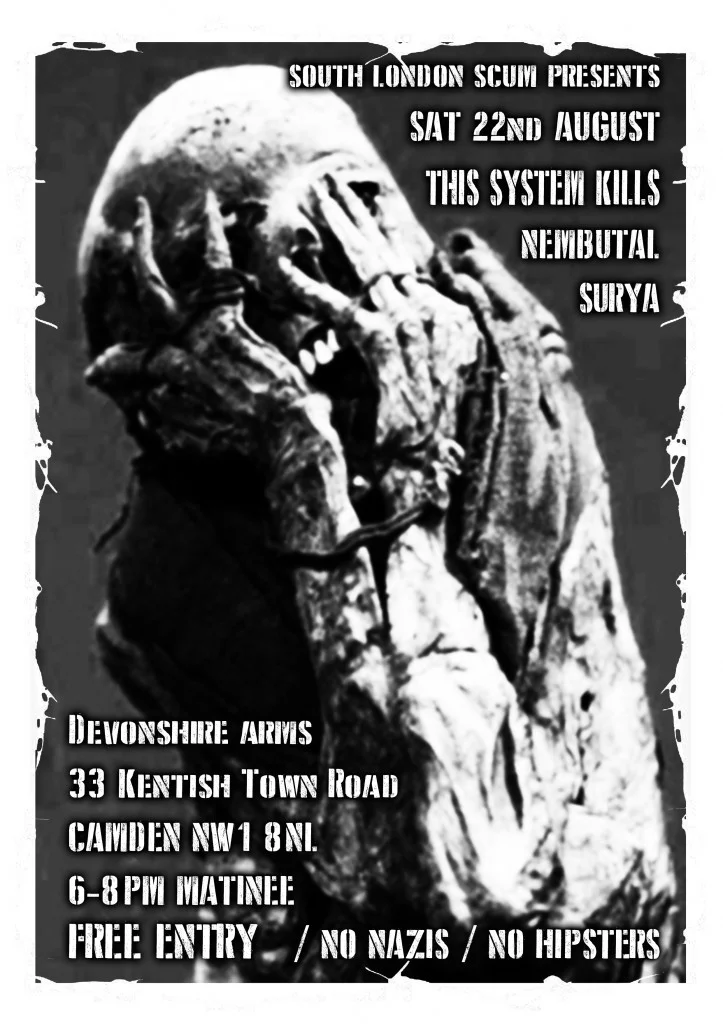 SOUTH LONDON SCUM PRESENTS
SAT 22ND AUGUST
THIS SYSTEM KILLS
NEMBUTAL
SURYA
DEVONSHIRE ARMS
33 KENTISH TOWN ROAD
CAMDEN NW1 8NL
6-8PM MATINEE
FREE ENTRY / NO NAZIS / NO HIPSTERS